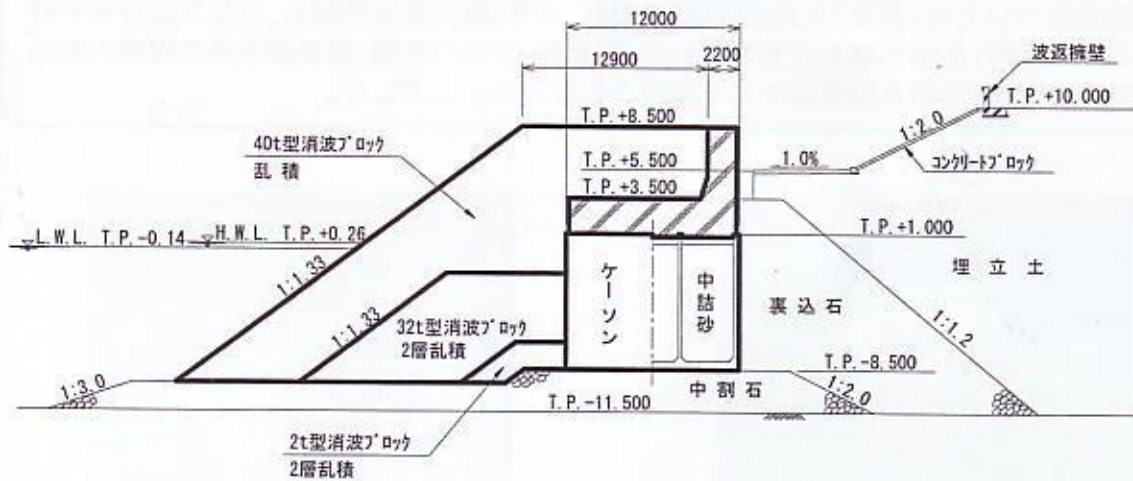 12000
12900
2200
波返擁壁
T.P.+10.000
1:2.0
コンクリートブロック
T.P.+8.500
40t型消波ブロック
乱積
T.P.+5.500
1.0%
T.P.+3.500
L.W.L. T.P.-0.14
H.W.L. T.P.+0.26
T.P.+1.000
埋立土
1:1.33
ケーソン
中詰砂
裏込石
1:1.2
1:1.33
32t型消波ブロック
2層乱積
T.P.-8,500
1:3.0
中割石
1:2.0
T.P.-11,500
2t型消波ブロック
2層乱積